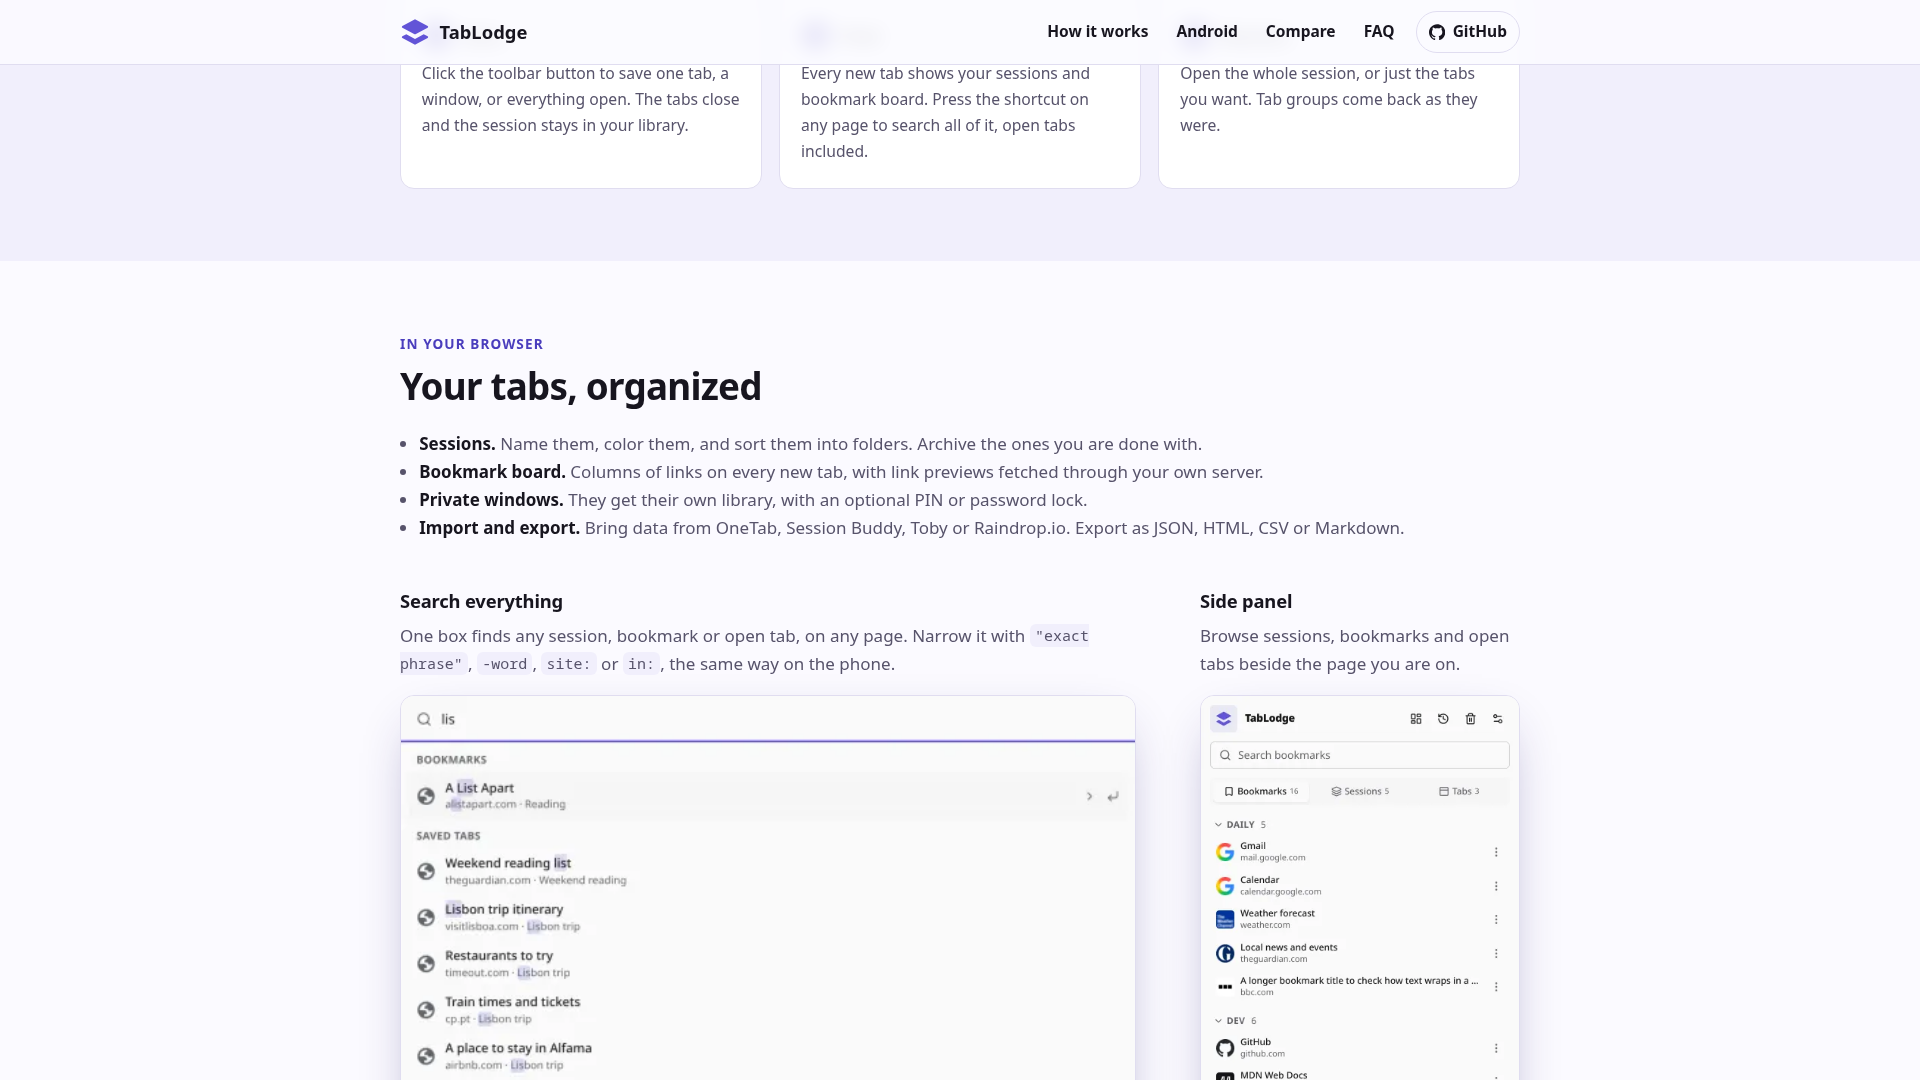 TabLodge
How it works
Android
Compare
FAQ
GitHub
Click the toolbar button to save one tab, a
window, or everything open. The tabs close
and the session stays in your library.
Every new tab shows your sessions and
bookmark board. Press the shortcut on
any page to search all of it, open tabs
included.
Open the whole session, or just the tabs
you want. Tab groups come back as they
were.
IN YOUR BROWSER
Your tabs, organized
Sessions. Name them, color them, and sort them into folders. Archive the ones you are done with.
Bookmark board. Columns of links on every new tab, with link previews fetched through your own server.
Private windows. They get their own library, with an optional PIN or password lock.
Import and export. Bring data from OneTab, Session Buddy, Toby or Raindrop.io. Export as JSON, HTML, CSV or Markdown.
Search everything
One box finds any session, bookmark or open tab, on any page. Narrow it with "exact
phrase", -word, site: or in:, the same way on the phone.
lis
BOOKMARKS
A List Apart
alistapart.com · Reading
SAVED TABS
Weekend reading list
theguardian.com · Weekend reading
Lisbon trip itinerary
visitlisboa.com · Lisbon trip
Restaurants to try
timeout.com · Lisbon trip
Train times and tickets
cp.pt · Lisbon trip
A place to stay in Alfama
airbnb.com · Lisbon trip
Side panel
Browse sessions, bookmarks and open
tabs beside the page you are on.
TabLodge
Search bookmarks
Bookmarks 16
Sessions 5
Tabs 3
DAILY 5
Gmail
mail.google.com
Calendar
calendar.google.com
Weather forecast
weather.com
Local news and events
theguardian.com
A longer bookmark title to check how text wraps in a ...
bbc.com
DEV 6
GitHub
github.com
MDN Web Docs